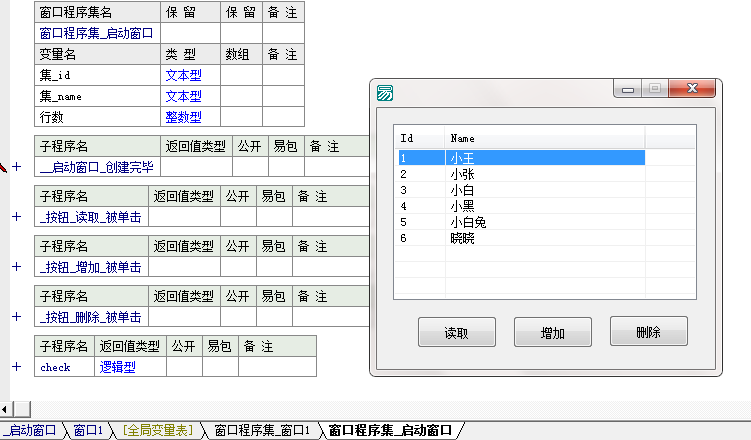 窗口程序集名 保 留 保 留 备 注
窗口程序集_启动窗口
变量名 类 型 数组 备 注
集_id 文本型
集_name 文本型
行数 整数型
子程序名 返回值类型 公开 易包 备 注
__启动窗口_创建完毕
子程序名 返回值类型 公开 易包 备 注
_按钮_读取_被单击
子程序名 返回值类型 公开 易包 备 注
_按钮_增加_被单击
子程序名 返回值类型 公开 易包 备 注
_按钮_删除_被单击
子程序名 返回值类型 公开 易包 备 注
check 逻辑型
易
Id Name
1 小王
2 小张
3 小白
4 小黑
5 小白兔
6 晓晓
读取 增加 删除
_启动窗口 窗口1 [全局变量表] 窗口程序集_窗口1 窗口程序集_启动窗口